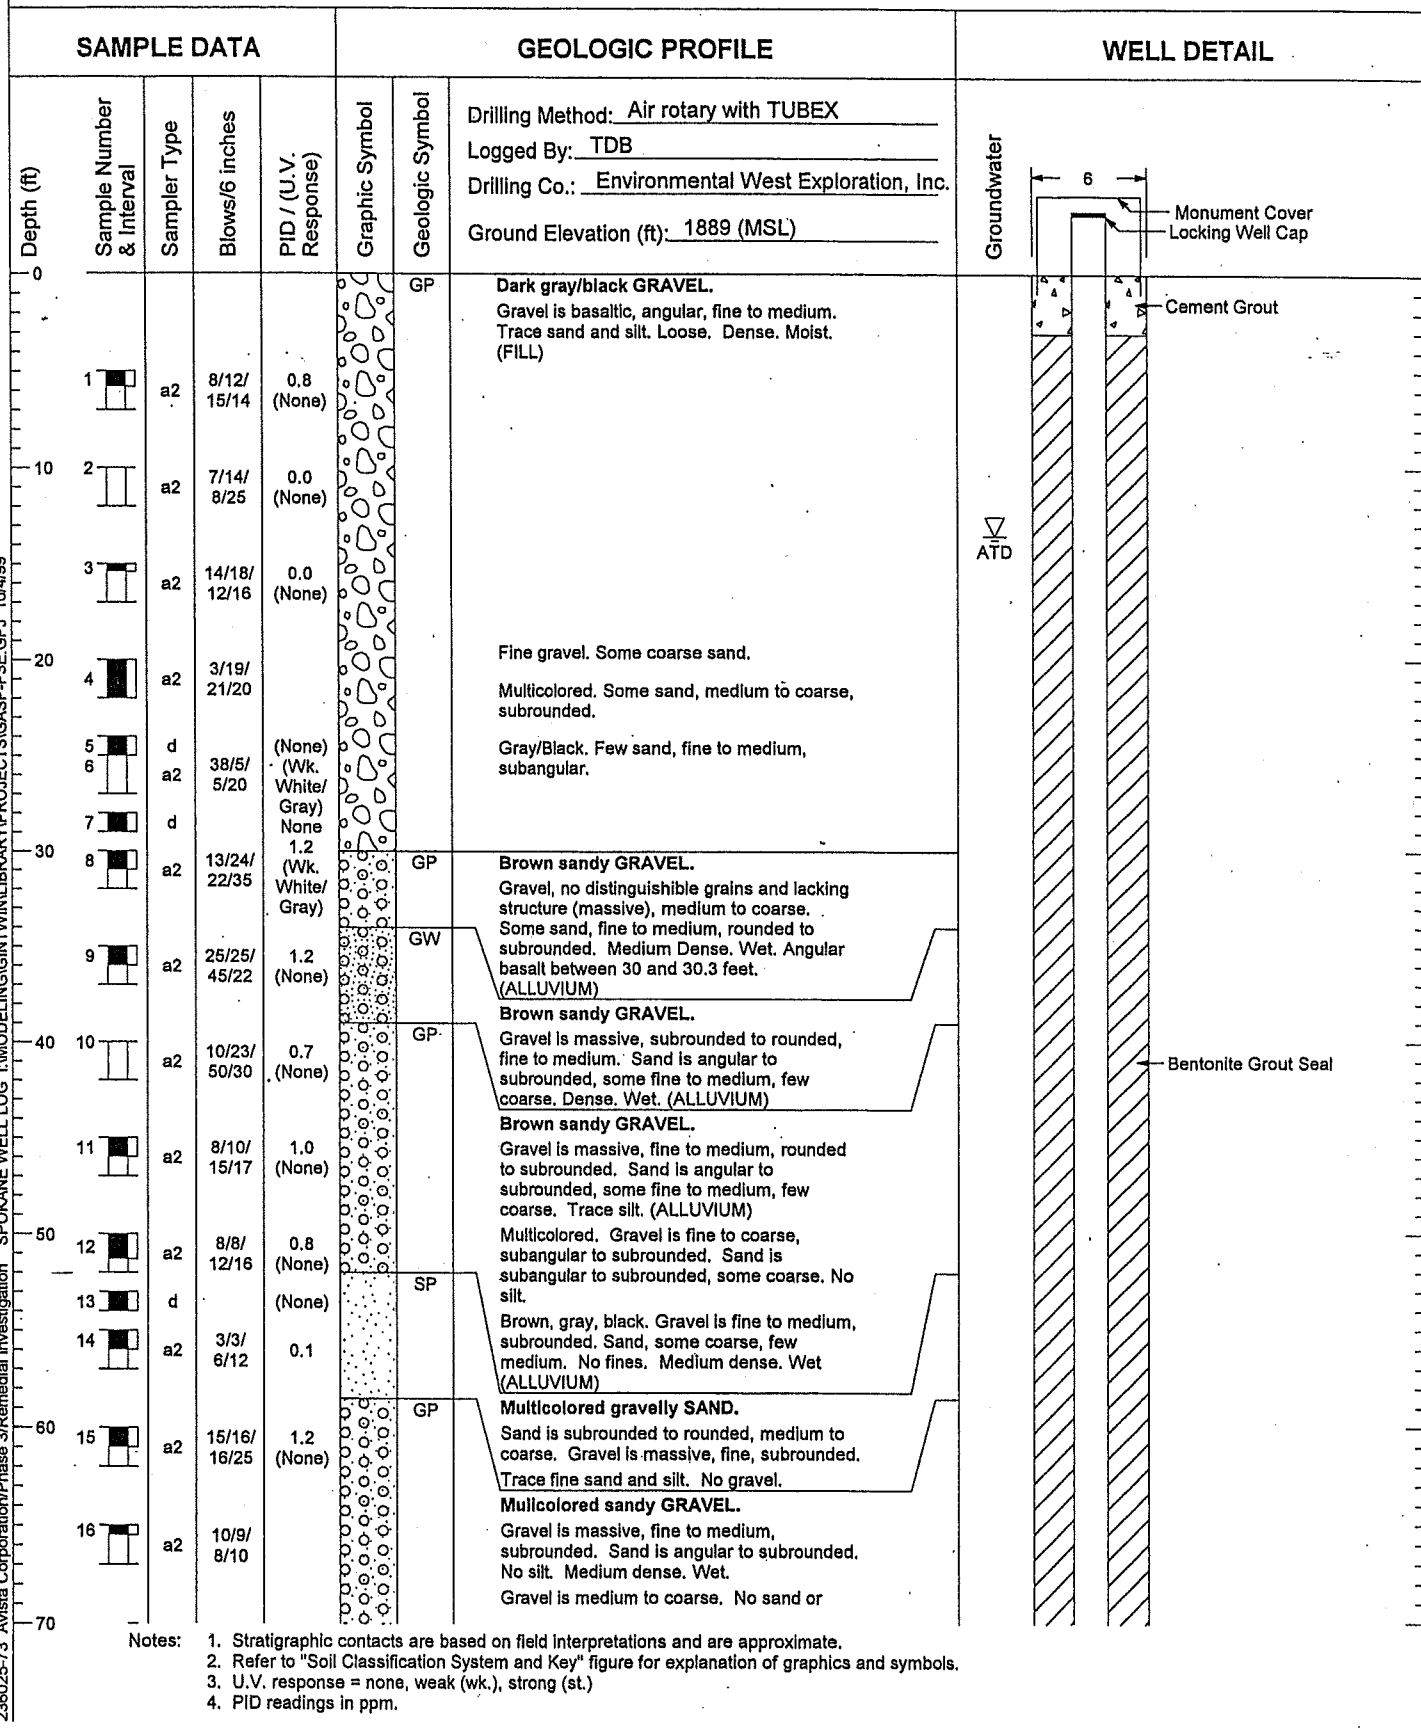 SAMPLE DATA
GEOLOGIC PROFILE
WELL DETAIL
Depth (ft)
Sample Number
& Interval
Sampler Type
Blows/6 inches
PID / (U.V.
Response)
Graphic Symbol
Geologic Symbol
Drilling Method: Air rotary with TUBEX
Logged By: TDB
Drilling Co.: Environmental West Exploration, Inc.
Ground Elevation (ft): 1889 (MSL)
Groundwater
6
Monument Cover
Locking Well Cap
0
GP
Dark gray/black GRAVEL.
Gravel is basaltic, angular, fine to medium.
Trace sand and silt. Loose. Dense. Moist.
(FILL)
Cement Grout
1 a2 8/12/ 0.8
15/14 (None)
10
2 a2 7/14/ 0.0
8/25 (None)
ATD
3 a2 14/18/ 0.0
12/16 (None)
20
4 a2 3/19/
21/20
Fine gravel. Some coarse sand.
Multicolored. Some sand, medium to coarse,
subrounded.
5 d (None)
Gray/Black. Few sand, fine to medium,
subangular.
6 a2 38/5/ (Wk.
5/20 White/
Gray)
7 d None
30
8 a2 13/24/ 1.2
22/35 (Wk.
White/
Gray)
GP
Brown sandy GRAVEL.
Gravel, no distinguishible grains and lacking
structure (massive), medium to coarse.
Some sand, fine to medium, rounded to
subrounded. Medium Dense. Wet. Angular
basalt between 30 and 30.3 feet.
(ALLUVIUM)
GW
9 a2 25/25/ 1.2
45/22 (None)
Brown sandy GRAVEL.
Gravel is massive, subrounded to rounded,
fine to medium. Sand is angular to
subrounded, some fine to medium, few
coarse. Dense. Wet. (ALLUVIUM)
GP
40
10 a2 10/23/ 0.7
50/30 (None)
Bentonite Grout Seal
Brown sandy GRAVEL.
Gravel is massive, fine to medium, rounded
to subrounded. Sand is angular to
subrounded, some fine to medium, few
coarse. Trace silt. (ALLUVIUM)
11 a2 8/10/ 1.0
15/17 (None)
50
12 a2 8/8/ 0.8
12/16 (None)
Multicolored. Gravel is fine to coarse,
subangular to subrounded. Sand is
subangular to subrounded, some coarse. No
silt.
SP
13 d (None)
Brown, gray, black. Gravel is fine to medium,
subrounded. Sand, some coarse, few
medium. No fines. Medium dense. Wet
(ALLUVIUM)
14 a2 3/3/ 0.1
6/12
GP
Multicolored gravelly SAND.
Sand is subrounded to rounded, medium to
coarse. Gravel is massive, fine, subrounded.
Trace fine sand and silt. No gravel.
60
15 a2 15/16/ 1.2
16/25 (None)
Mulicolored sandy GRAVEL.
Gravel is massive, fine to medium,
subrounded. Sand is angular to subrounded.
No silt. Medium dense. Wet.
Gravel is medium to coarse. No sand or
16 a2 10/9/
8/10
70
Notes: 1. Stratigraphic contacts are based on field interpretations and are approximate.
2. Refer to "Soil Classification System and Key" figure for explanation of graphics and symbols.
3. U.V. response = none, weak (wk.), strong (st.)
4. PID readings in ppm.
236025-73 Avista Corporation/Phase 3/Remedial Investigation SPOKANE WELL LOG